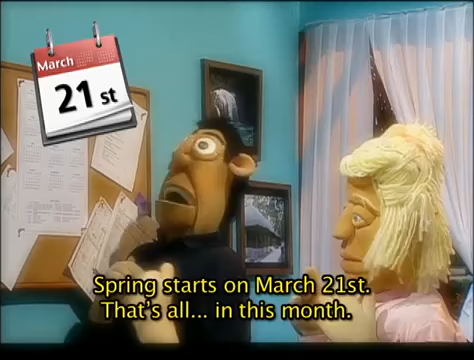 March
21 st
Spring starts on March 21st.
That's all... in this month.